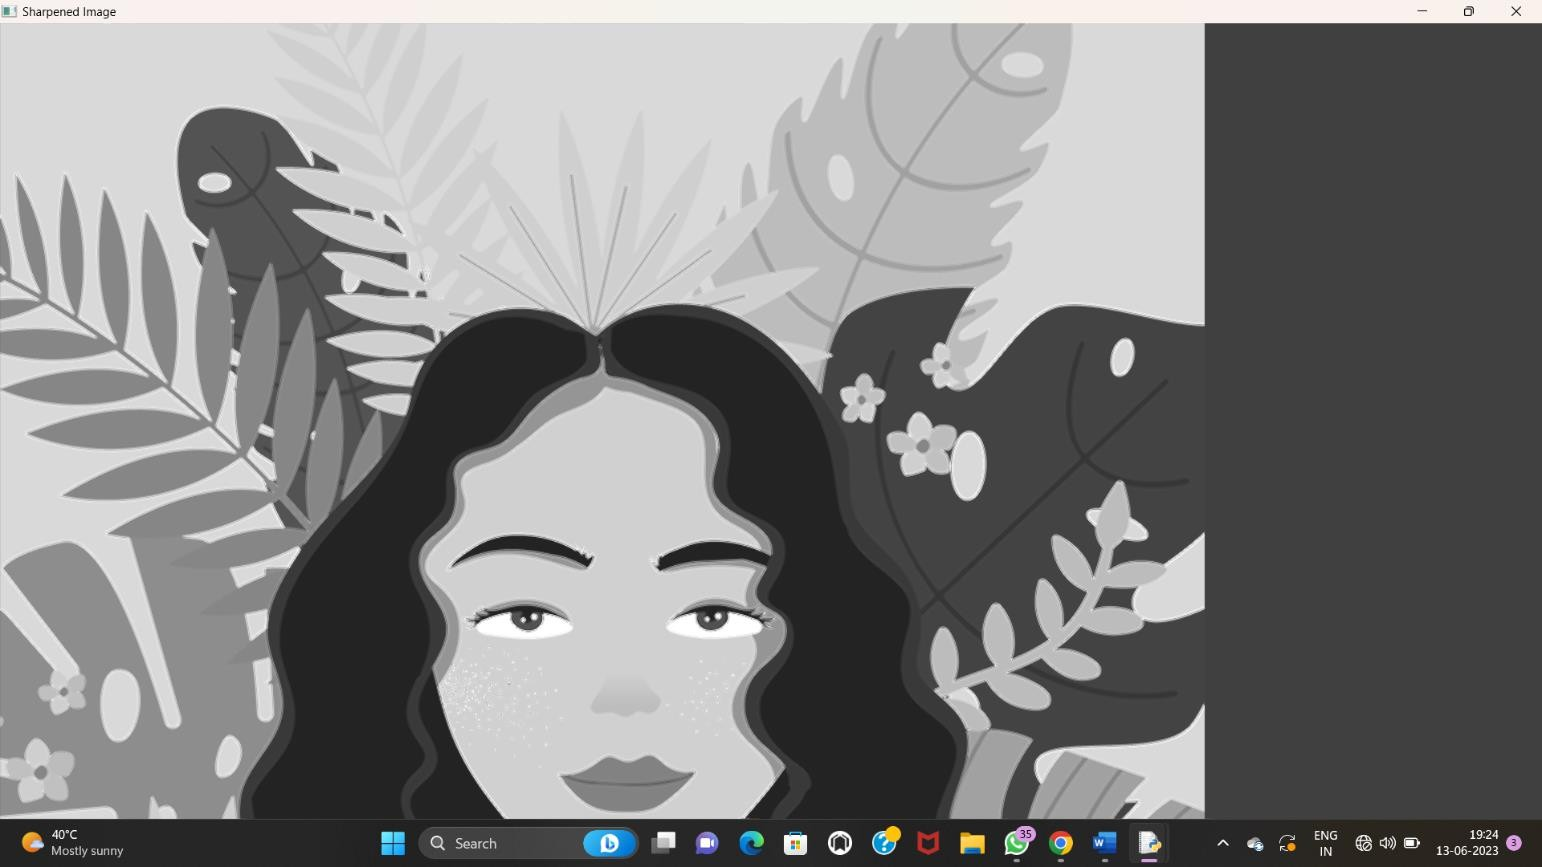 Sharpened Image
40°C
Mostly sunny
Search
35
ENG
IN
19:24
13-06-2023
3